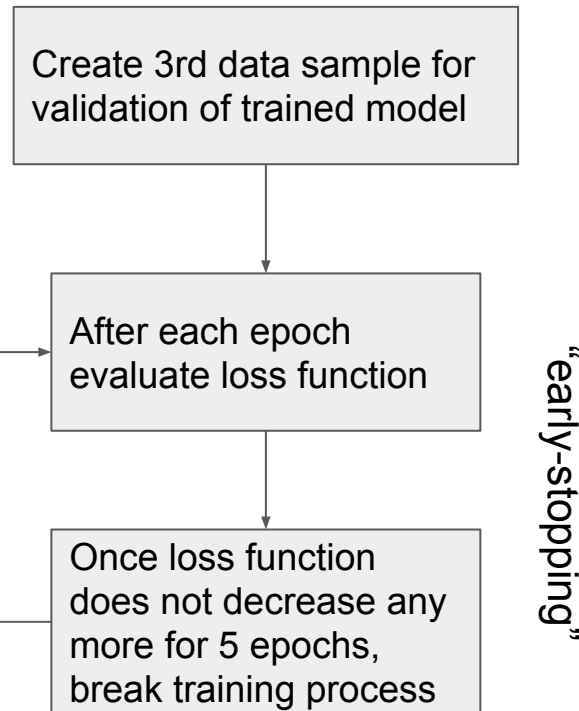 Create 3rd data sample for
validation of trained model
After each epoch
evaluate loss function
Once loss function
does not decrease any
more for 5 epochs,
break training process
“early-stopping”